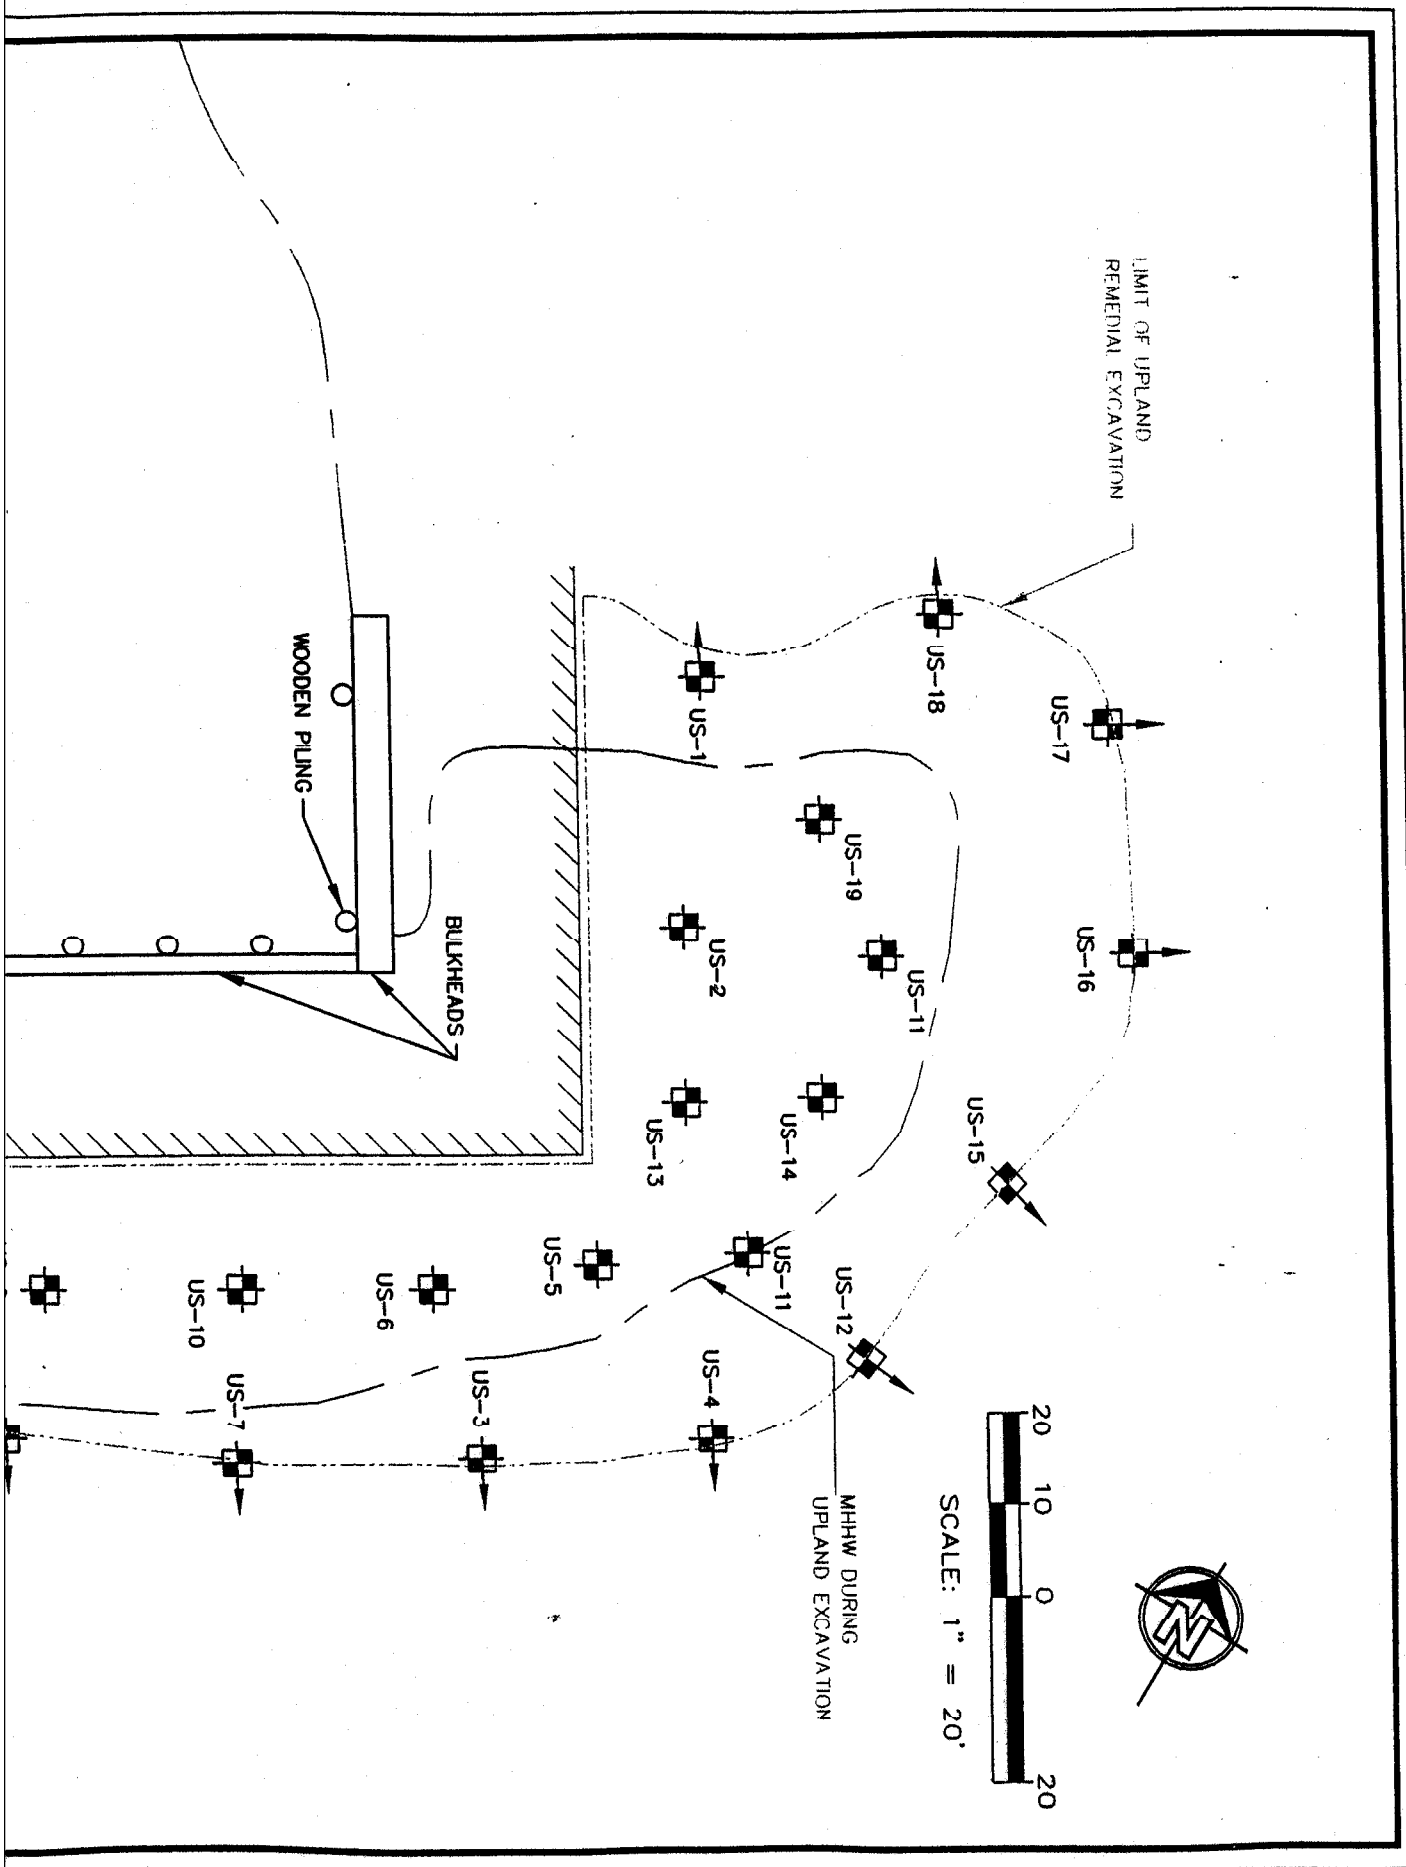 LIMIT OF UPLAND
REMEDIAL EXCAVATION
US-17
US-16
US-18
US-15
US-1
US-19
US-11
US-2
US-14
US-13
US-12
US-11
US-5
US-4
US-6
US-3
US-10
US-7
WOODEN PILING
BULKHEADS
MHHW DURING
UPLAND EXCAVATION
20 10 0 20
SCALE: 1" = 20'
N